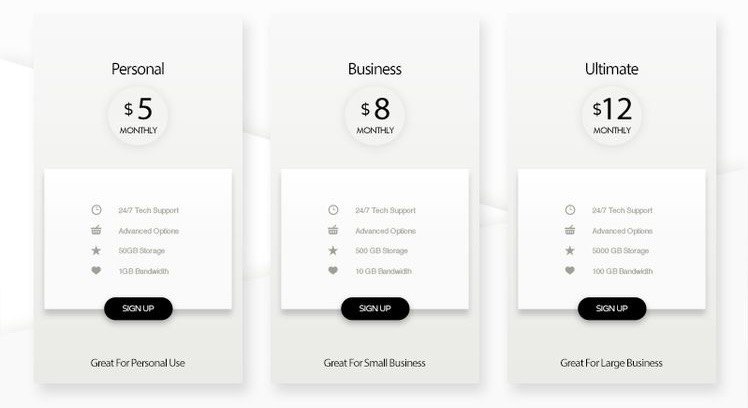 Personal
$ 5
MONTHLY
24/7 Tech Support
Advanced Options
50GB Storage
1GB Bandwidth
SIGN UP
Great For Personal Use
Business
$ 8
MONTHLY
24/7 Tech Support
Advanced Options
500 GB Storage
10 GB Bandwidth
SIGN UP
Great For Small Business
Ultimate
$12
MONTHLY
24/7 Tech Support
Advanced Options
5000 GB Storage
100 GB Bandwidth
SIGN UP
Great For Large Business